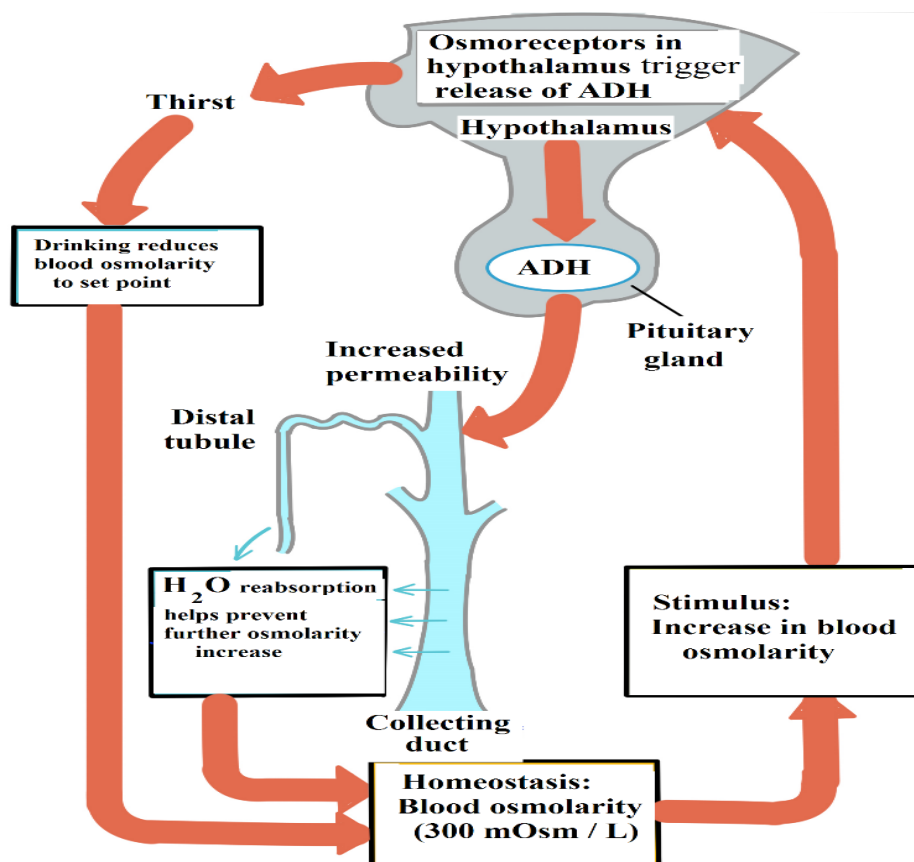 Osmoreceptors in
hypothalamus trigger
release of ADH
Hypothalamus
Thirst
Drinking reduces
blood osmolarity
to set point
ADH
Pituitary
gland
Increased
permeability
Distal
tubule
H2O reabsorption
helps prevent
further osmolarity
increase
Stimulus:
Increase in blood
osmolarity
Collecting
duct
Homeostasis:
Blood osmolarity
(300 mOsm / L)